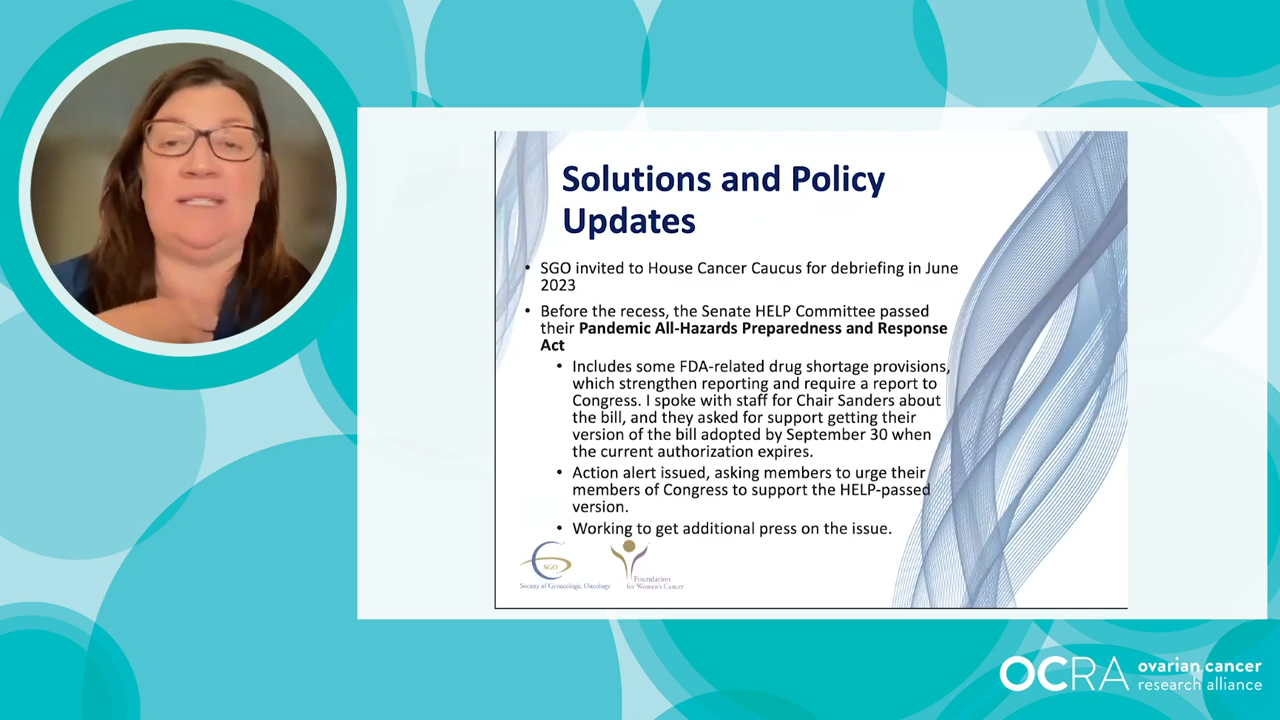 Solutions and Policy
Updates
• SGO invited to House Cancer Caucus for debriefing in June
2023
• Before the recess, the Senate HELP Committee passed
their Pandemic All-Hazards Preparedness and Response
Act
• Includes some FDA-related drug shortage provisions,
which strengthen reporting and require a report to
Congress. I spoke with staff for Chair Sanders about
the bill, and they asked for support getting their
version of the bill adopted by September 30 when
the current authorization expires.
• Action alert issued, asking members to urge their
members of Congress to support the HELP-passed
version.
• Working to get additional press on the issue.
SGO
Society of Gynecologic Oncology
Foundation
for Women's Cancer
OCRA
ovarian cancer
research alliance